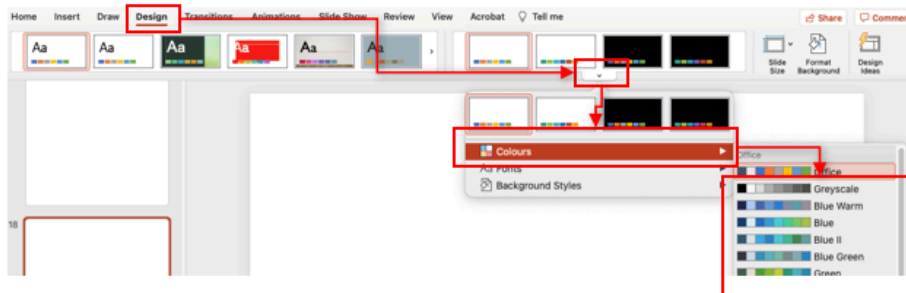 Home Insert Draw Design Transitions Animations Slide Show Review View Acrobat Tell me Share Commen
Aa Aa Aa Aa Aa Aa
Slide Size
Format Background
Design Ideas
Colours
Aa Fonts
Background Styles
18
Office
Office
Greyscale
Blue Warm
Blue
Blue II
Blue Green
Green